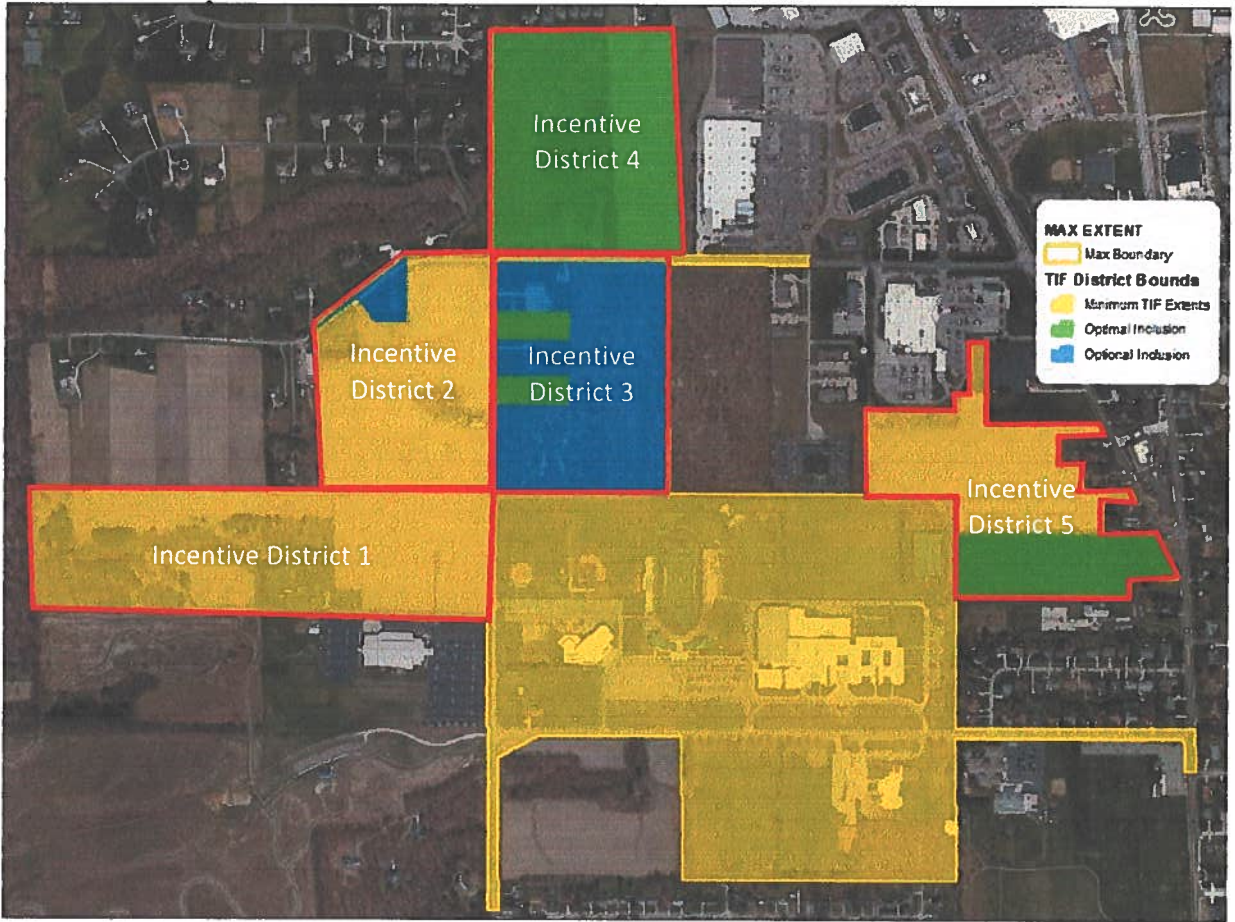 Incentive
District 4
MAX EXTENT
Max Boundary
TIF District Bounds
Minimum TIF Extents
Optimal Inclusion
Optional Inclusion
Incentive
District 2
Incentive
District 3
Incentive
District 5
Incentive District 1